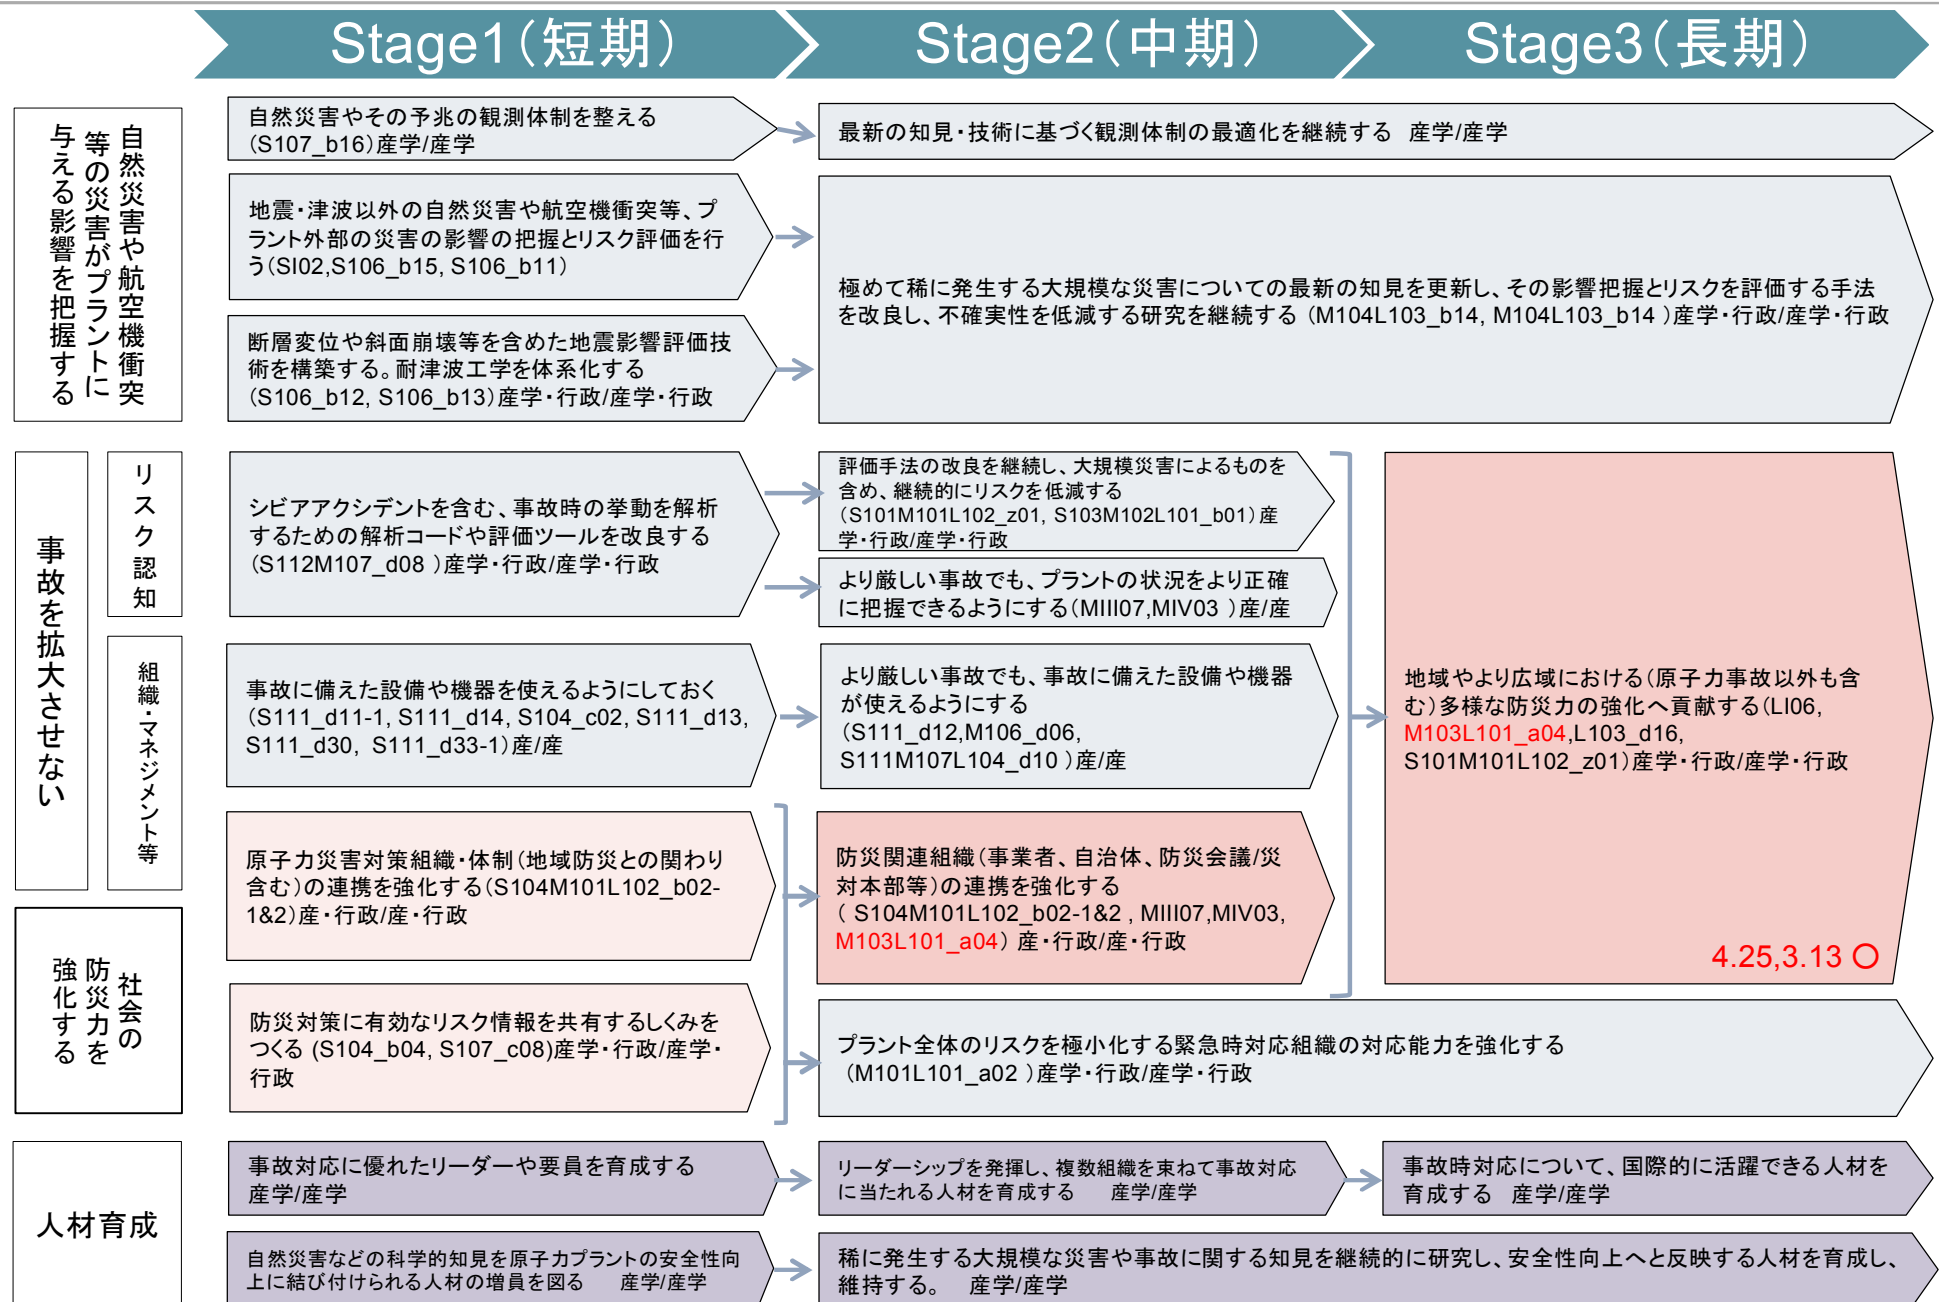 Stage1（短期）
Stage2（中期）
Stage3（長期）
自然災害や航空機衝突
等の災害がプラントに
与える影響を把握する
自然災害やその予兆の観測体制を整える
（S107_b16）産学/産学
最新の知見・技術に基づく観測体制の最適化を継続する　産学/産学
地震・津波以外の自然災害や航空機衝突等、プ
ラント外部の災害の影響の把握とリスク評価を行
う（SI02,S106_b15, S106_b11）
極めて稀に発生する大規模な災害についての最新の知見を更新し、その影響把握とリスクを評価する手法
を改良し、不確実性を低減する研究を継続する （M104L103_b14, M104L103_b14 ）産学・行政/産学・行政
断層変位や斜面崩壊等を含めた地震影響評価技
術を構築する。耐津波工学を体系化する
（S106_b12, S106_b13）産学・行政/産学・行政
事故を拡大させない
リスク認知
シビアアクシデントを含む、事故時の挙動を解析
するための解析コードや評価ツールを改良する
（S112M107_d08 ）産学・行政/産学・行政
評価手法の改良を継続し、大規模災害によるものを
含め、継続的にリスクを低減する
（S101M101L102_z01, S103M102L101_b01）産
学・行政/産学・行政
より厳しい事故でも、プラントの状況をより正確
に把握できるようにする（MIII07,MIV03 ）産/産
組織・マネジメント等
事故に備えた設備や機器を使えるようにしておく
（S111_d11-1, S111_d14, S104_c02, S111_d13,
S111_d30, S111_d33-1）産/産
より厳しい事故でも、事故に備えた設備や機器
が使えるようにする
（S111_d12,M106_d06,
S111M107L104_d10 ）産/産
地域やより広域における（原子力事故以外も含
む）多様な防災力の強化へ貢献する（LI06,
M103L101_a04,L103_d16,
S101M101L102_z01）産学・行政/産学・行政
4.25,3.13 〇
原子力災害対策組織・体制（地域防災との関わり
含む）の連携を強化する（S104M101L102_b02-
1&2）産・行政/産・行政
防災関連組織（事業者、自治体、防災会議/災
対本部等）の連携を強化する
（ S104M101L102_b02-1&2 , MIII07,MIV03,
M103L101_a04） 産・行政/産・行政
社会の
防災力を
強化する
防災対策に有効なリスク情報を共有するしくみを
つくる (S104_b04, S107_c08)産学・行政/産学・
行政
プラント全体のリスクを極小化する緊急時対応組織の対応能力を強化する
（M101L101_a02 ）産学・行政/産学・行政
人材育成
事故対応に優れたリーダーや要員を育成する
産学/産学
リーダーシップを発揮し、複数組織を束ねて事故対応
に当たれる人材を育成する　　産学/産学
事故時対応について、国際的に活躍できる人材を
育成する　産学/産学
自然災害などの科学的知見を原子力プラントの安全性向
上に結び付けられる人材の増員を図る　　産学/産学
稀に発生する大規模な災害や事故に関する知見を継続的に研究し、安全性向上へと反映する人材を育成し、
維持する。　産学/産学